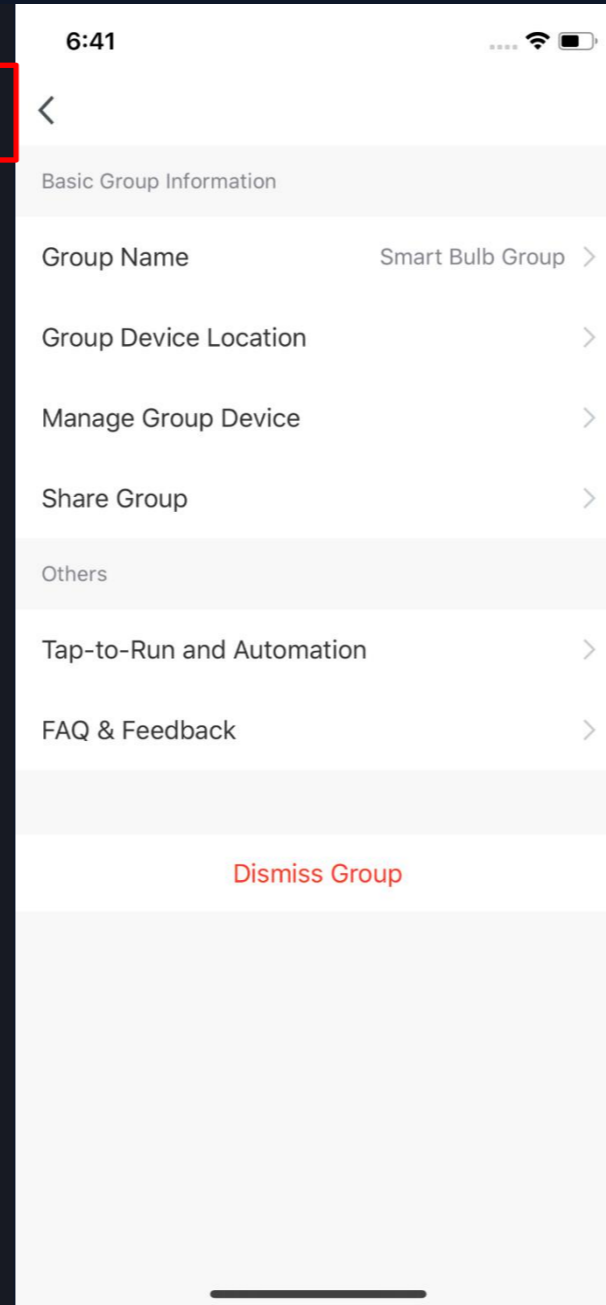 6:41
Basic Group Information
Group Name Smart Bulb Group
Group Device Location
Manage Group Device
Share Group
Others
Tap-to-Run and Automation
FAQ & Feedback
Dismiss Group